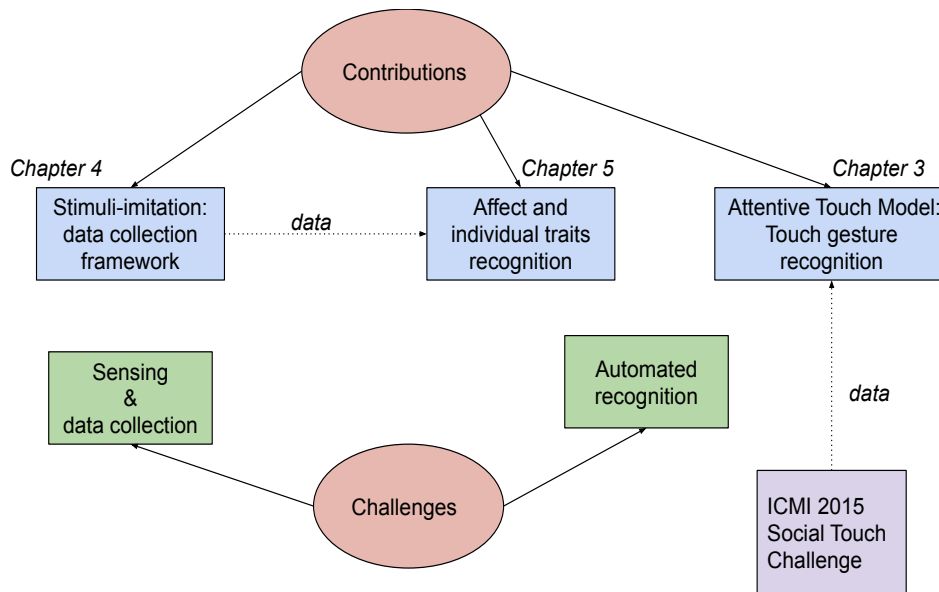 Contributions
Chapter 4
Chapter 5
Chapter 3
Stimuli-imitation:
data collection
framework
data
Affect and
individual traits
recognition
Attentive Touch Model:
Touch gesture
recognition
Sensing
&
data collection
Automated
recognition
data
Challenges
ICMI 2015
Social Touch
Challenge